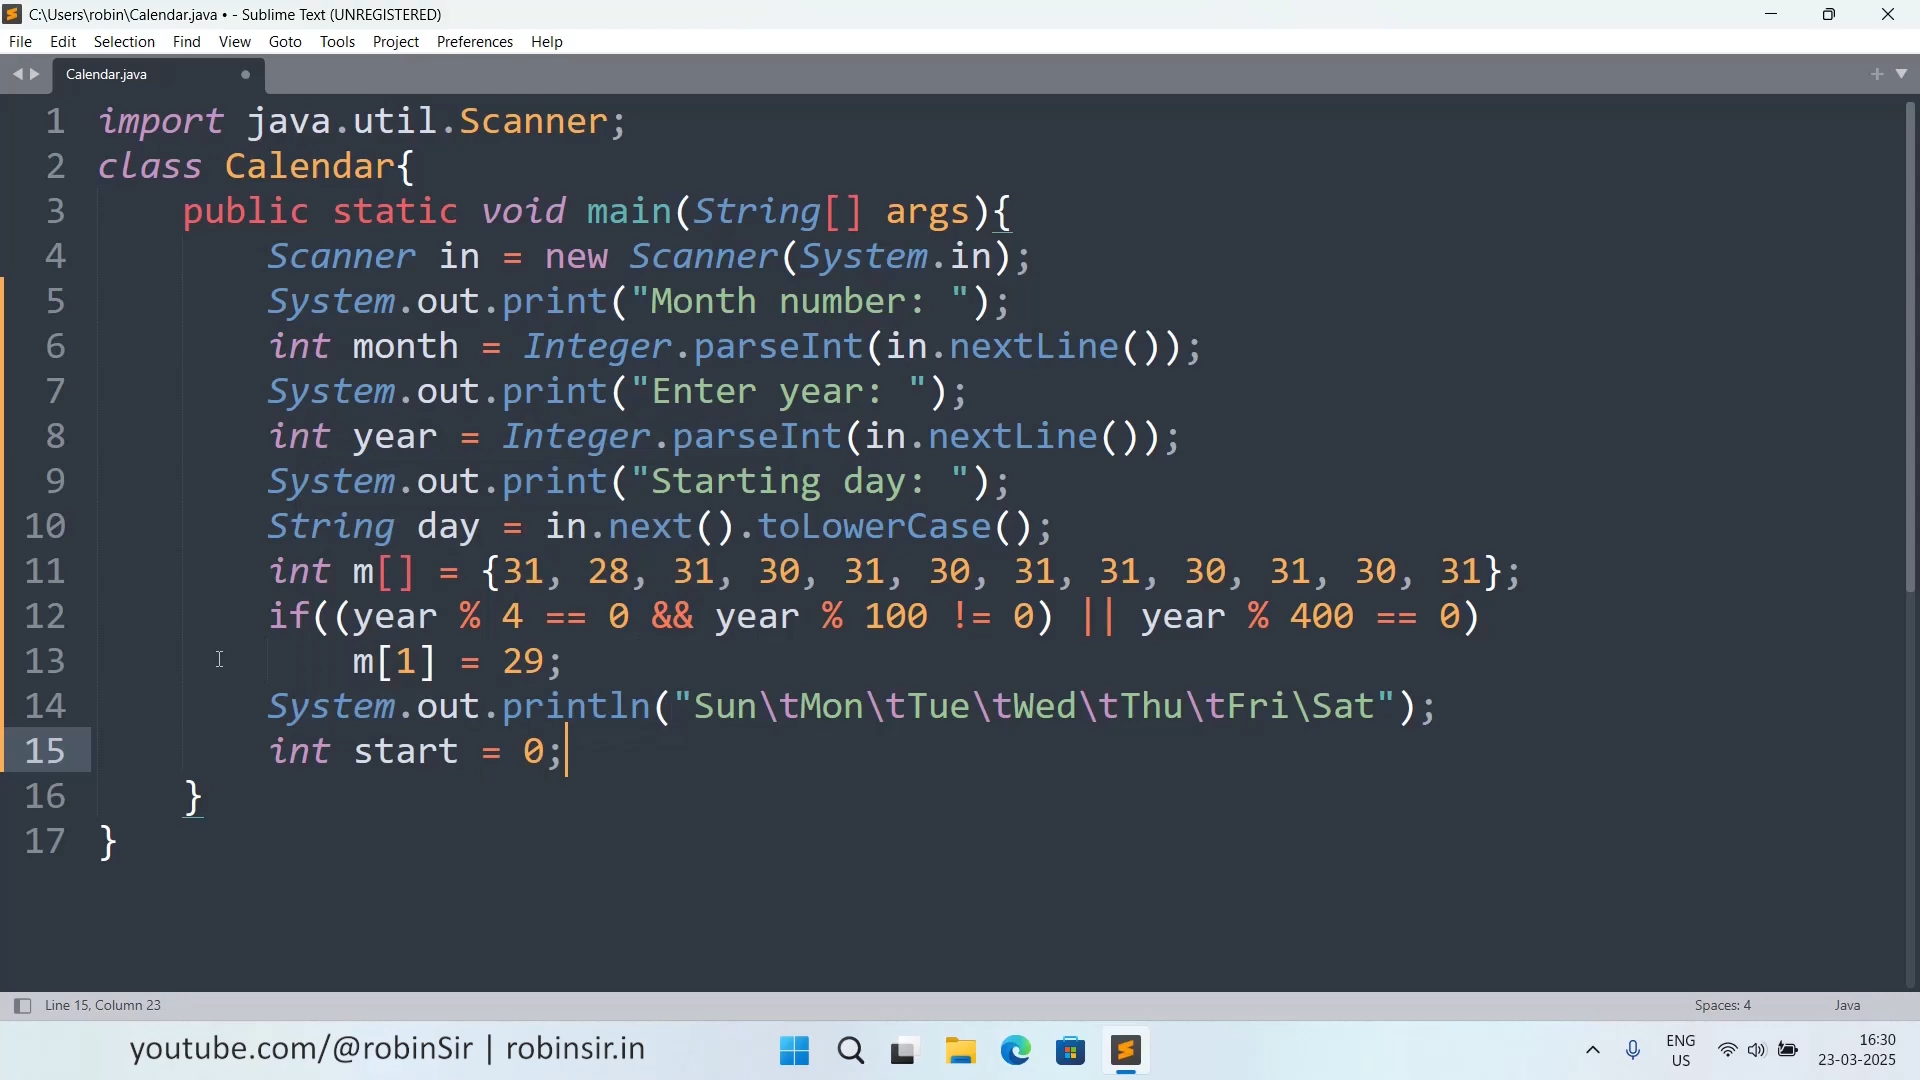 C:\Users\robin\Calendar.java • - Sublime Text (UNREGISTERED)
File Edit Selection Find View Goto Tools Project Preferences Help
Calendar.java
1 import java.util.Scanner;
2 class Calendar{
3     public static void main(String[] args){
4         Scanner in = new Scanner(System.in);
5         System.out.print("Month number: ");
6         int month = Integer.parseInt(in.nextLine());
7         System.out.print("Enter year: ");
8         int year = Integer.parseInt(in.nextLine());
9         System.out.print("Starting day: ");
10         String day = in.next().toLowerCase();
11         int m[] = {31, 28, 31, 30, 31, 30, 31, 31, 30, 31, 30, 31};
12         if((year % 4 == 0 && year % 100 != 0) || year % 400 == 0)
13             m[1] = 29;
14         System.out.println("Sun\tMon\tTue\tWed\tThu\tFri\Sat");
15         int start = 0;
16     }
17 }
Line 15, Column 23 Spaces: 4 Java
youtube.com/@robinSir | robinsir.in
ENG
US
16:30
23-03-2025